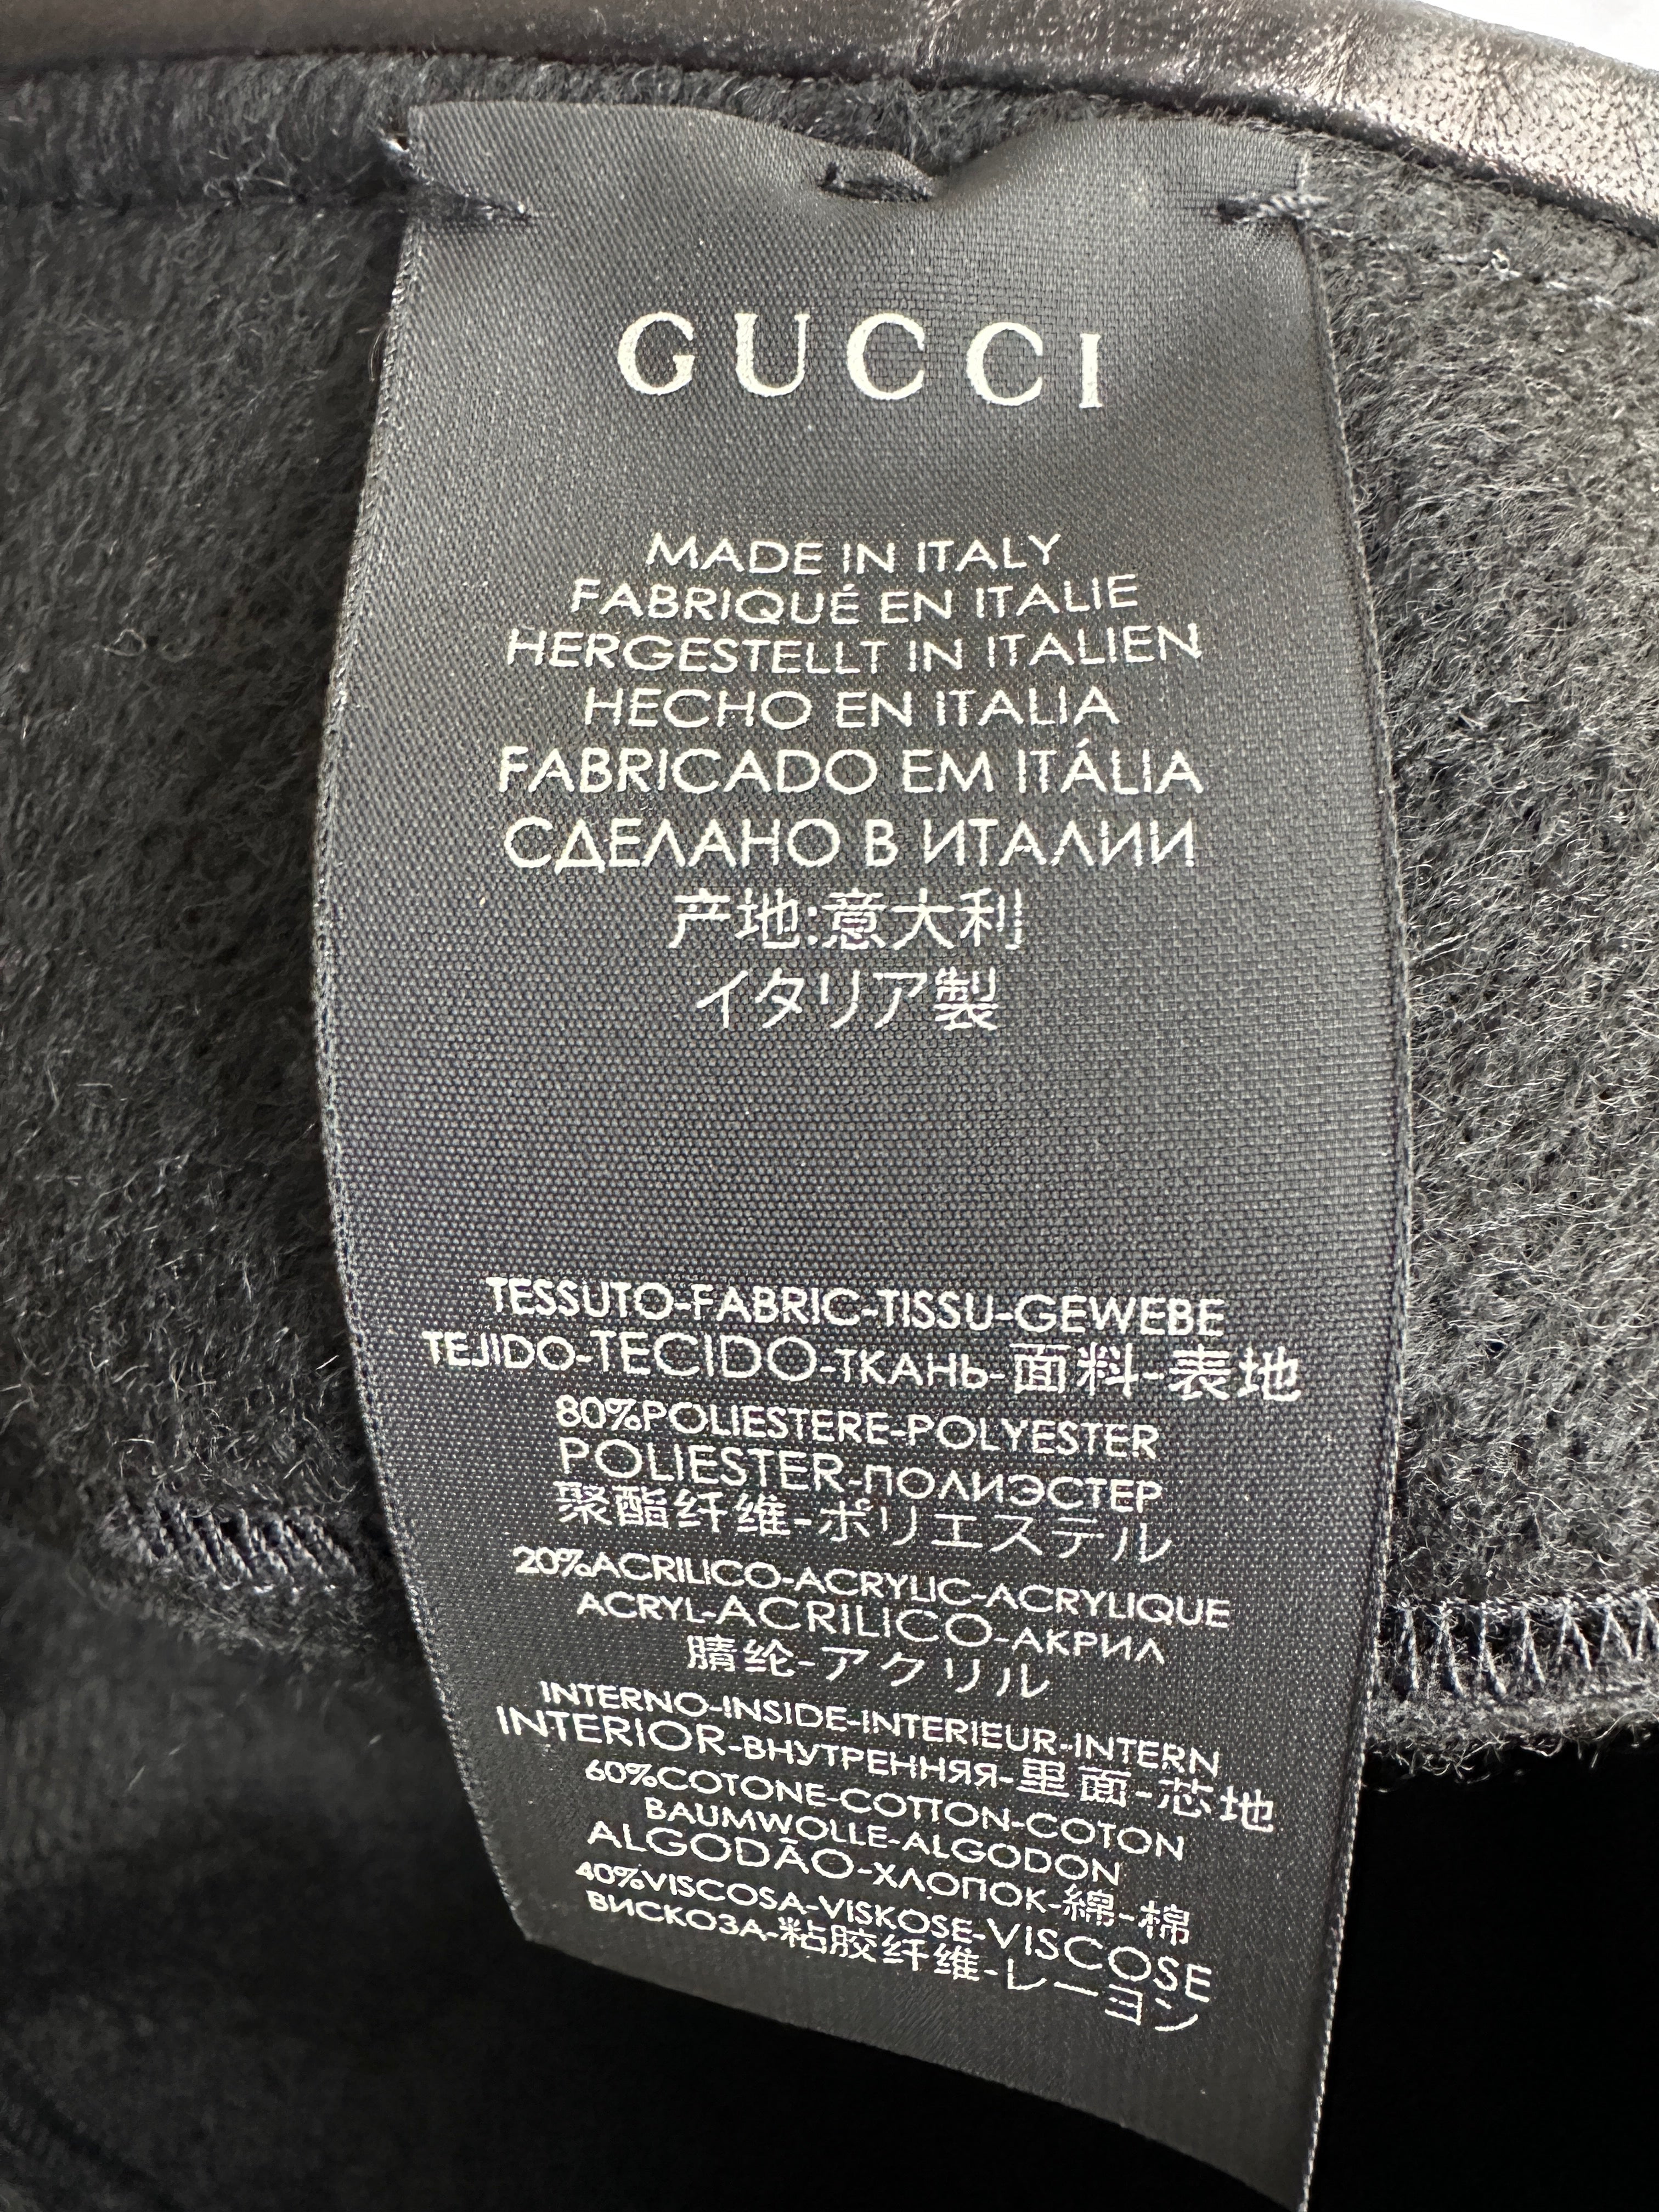 GUCCI
MADE IN ITALY
FABRIQUÉ EN ITALIE
HERGESTELLT IN ITALIEN
HECHO EN ITALIA
FABRICADO EM ITÁLIA
СДЕЛАНО В ИТАЛИИ
产地:意大利
イタリア製
TESSUTO-FABRIC-TISSU-GEWEBE
TEJIDO-TECIDO-ТКАНЬ-面料-表地
80%POLIESTERE-POLYESTER
POLIESTER-ПОЛИЭСТЕР
聚酯纤维-ポリエステル
20%ACRILICO-ACRYLIC-ACRYLIQUE
ACRYL-ACRILICO-АКРИЛ
腈纶-アクリル
INTERNO-INSIDE-INTERIEUR-INTERN
INTERIOR-ВНУТРЕННЯЯ-里面-芯地
60%COTONE-COTTON-COTON
BAUMWOLLE-ALGODON
ALGODÃO-ХЛОПОК-綿-棉
40%VISCOSA-VISKOSE-VISCOSE
ВИСКОЗА-粘胶纤维-レーヨン